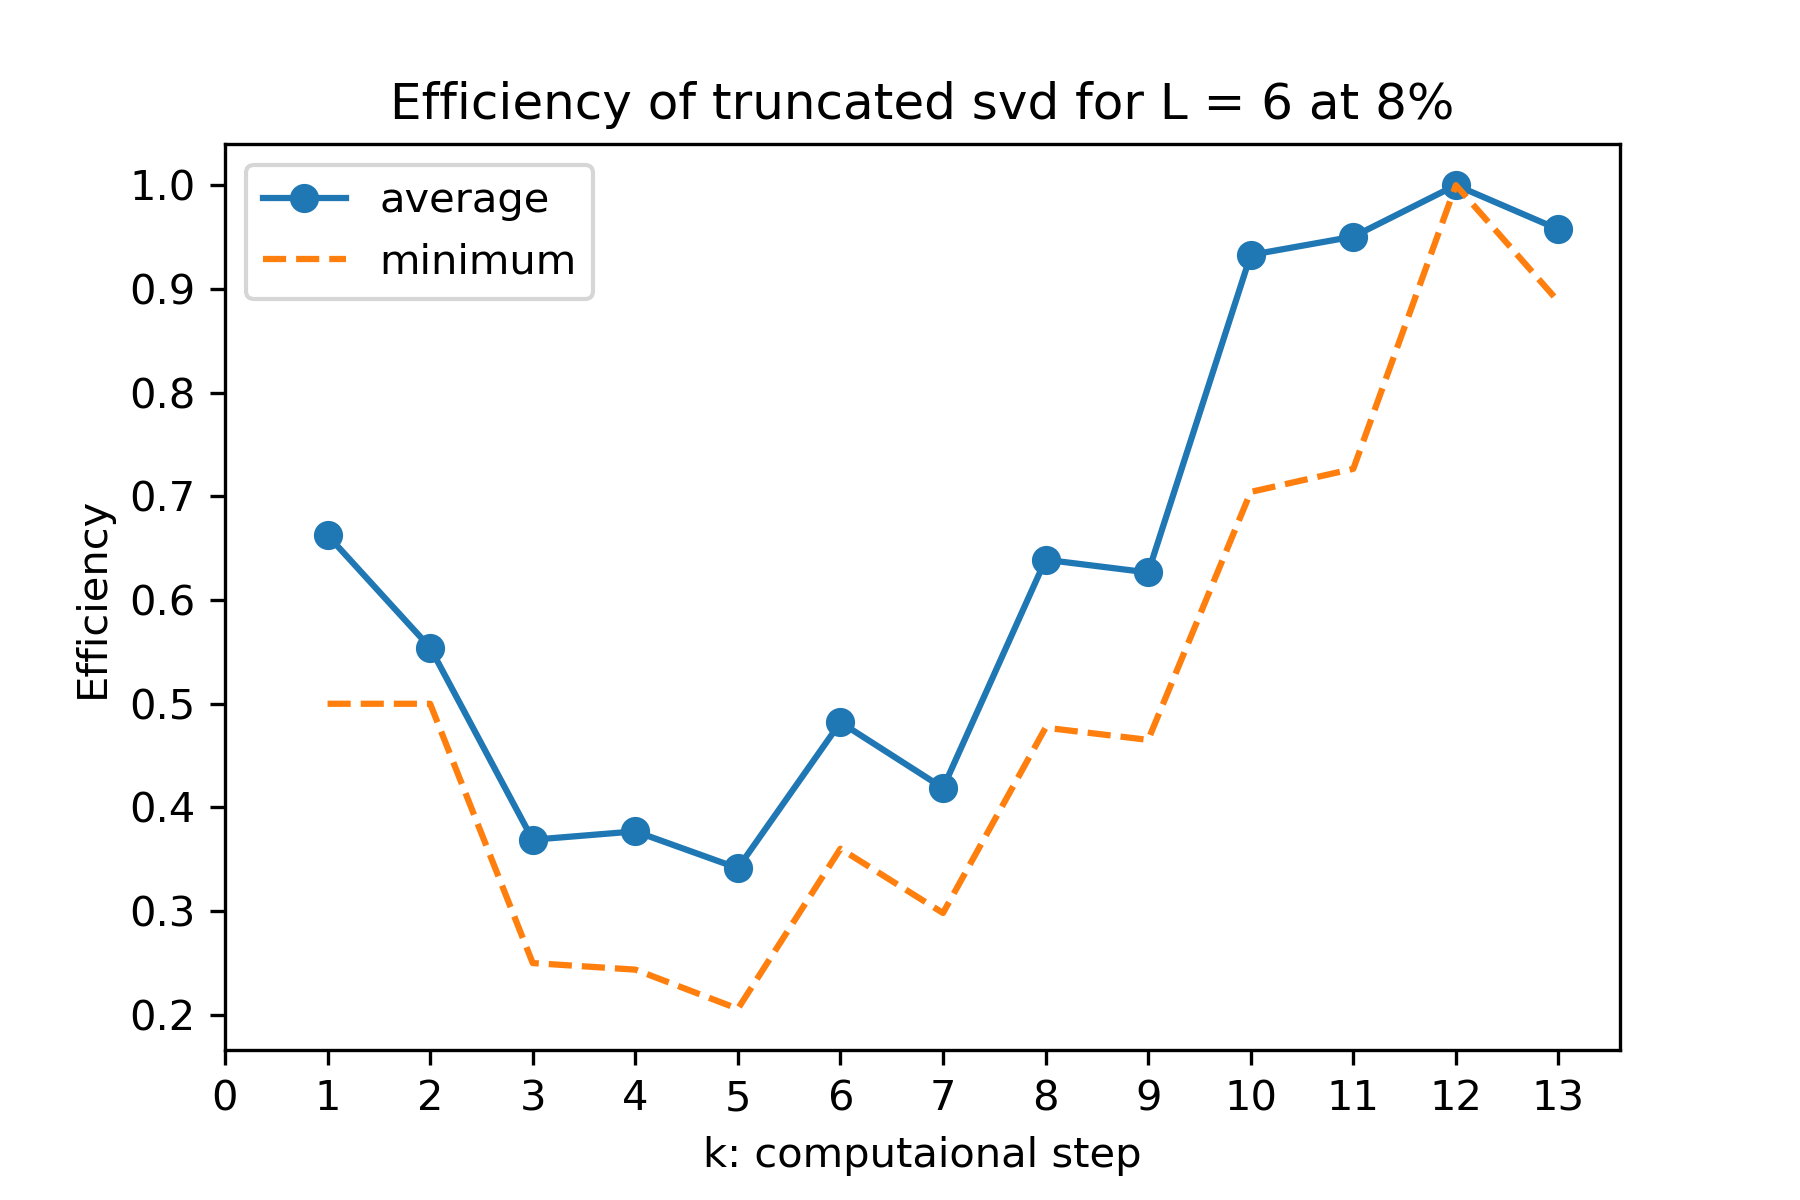 Efficiency of truncated svd for L = 6 at 8%
average
minimum
1.0
0.9
0.8
0.7
0.6
0.5
0.4
0.3
0.2
Efficiency
0 1 2 3 4 5 6 7 8 9 10 11 12 13
k: computaional step